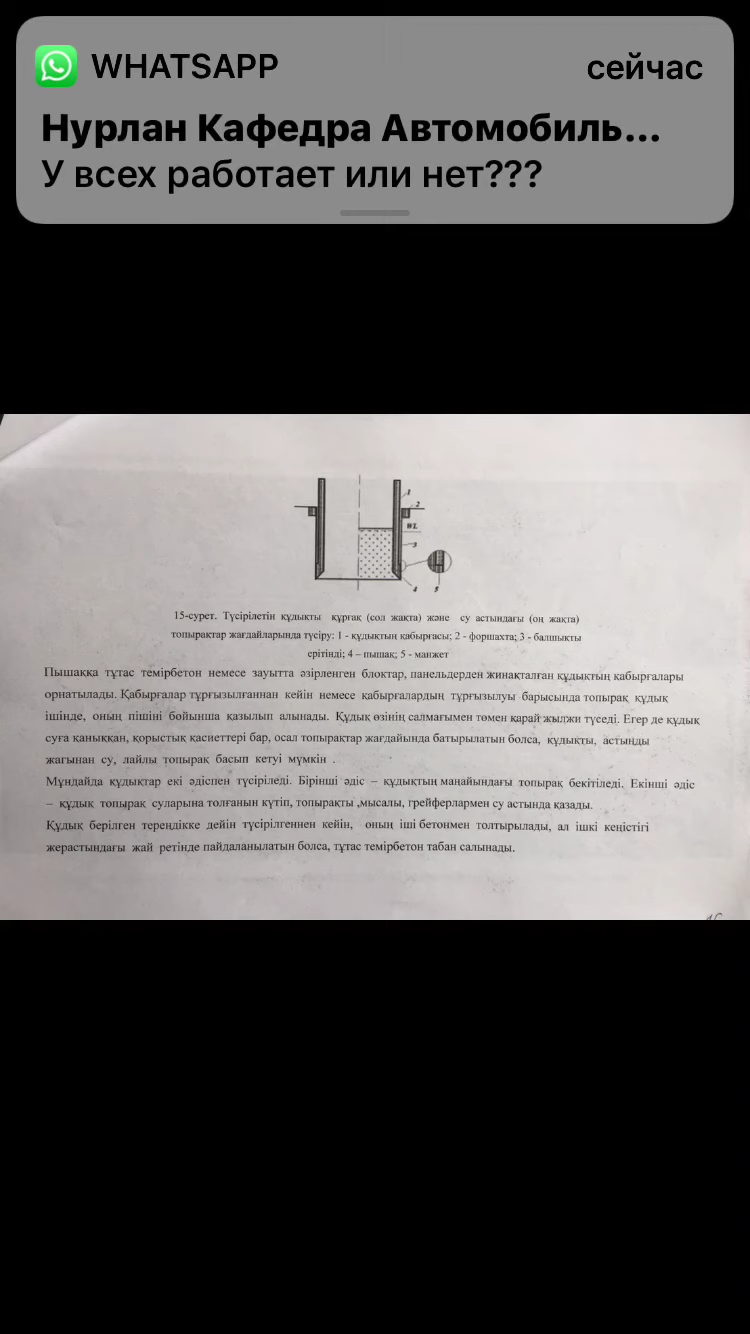 WHATSAPP
сейчас
Нурлан Кафедра Автомобиль...
У всех работает или нет???
1
2
WL
3
4
5
15-сурет. Түсірілетін құдықты құрғақ (сол жақта) және су астындағы (оң жақта)
топырактар жағдайларында түсіру: 1 - құдықтың қабырғасы; 2 - форшахта; 3 - балшықты
ерітінді; 4 – пышақ; 5 - манжет
Пышаққа тұтас темірбетон немесе зауытта әзірленген блоктар, панельдерден жинақталған құдықтың қабырғалары
орнатылады. Қабырғалар тұрғызылғаннан кейін немесе қабырғалардың тұрғызылуы барысында топырақ құдық
ішінде, оның пішіні бойынша қазылып алынады. Құдық өзінің салмағымен төмен қарай жылжи түседі. Егер де құдық
суға қаныккан, қорыстық қасиеттері бар, осал топырақтар жағдайында батырылатын болса, құдықты, астыңды
жағынан су, лайлы топырақ басып кетуі мүмкін .
Мұндайда құдықтар екі әдіспен түсіріледі. Бірінші әдіс – құдықтың маңайындағы топырақ бекітіледі. Екінші әдіс
– құдық топырақ суларына толғанын күтіп, топырақты ,мысалы, грейферлармен су астында қазады.
Құдық берілген тереңдікке дейін түсірілгеннен кейін, оның іші бетонмен толтырылады, ал ішкі кеңістігі
жерастындағы жай ретінде пайдаланылатын болса, тұтас темірбетон табан салынады.